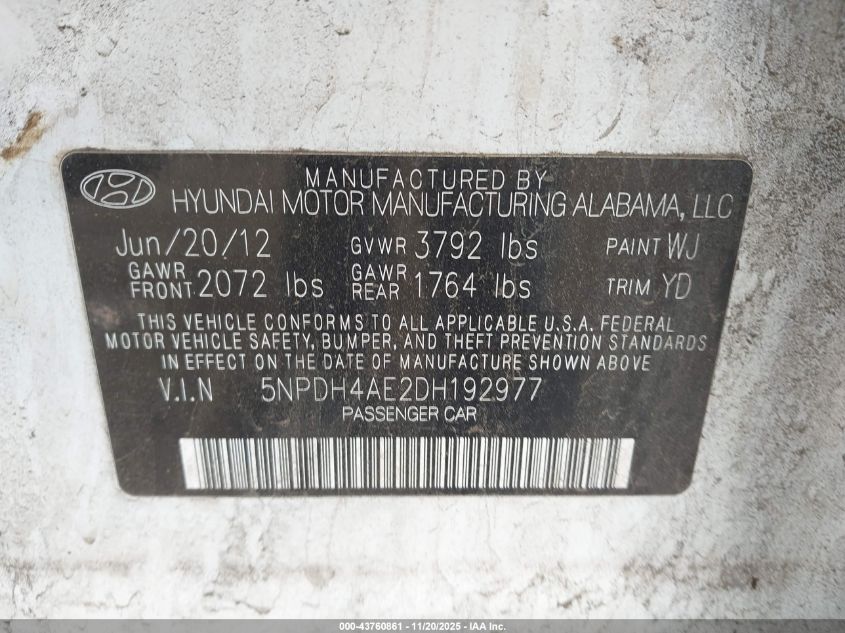 MANUFACTURED BY
HYUNDAI MOTOR MANUFACTURING ALABAMA, LLC
Jun/20/12 GVWR 3792 lbs PAINT WJ
GAWR FRONT 2072 lbs GAWR REAR 1764 lbs TRIM YD
THIS VEHICLE CONFORMS TO ALL APPLICABLE U.S.A. FEDERAL
MOTOR VEHICLE SAFETY, BUMPER, AND THEFT PREVENTION STANDARDS
IN EFFECT ON THE DATE OF MANUFACTURE SHOWN ABOVE
V.I.N 5NPDH4AE2DH192977
PASSENGER CAR
000-43760861 - 11/20/2025 - IAA Inc.